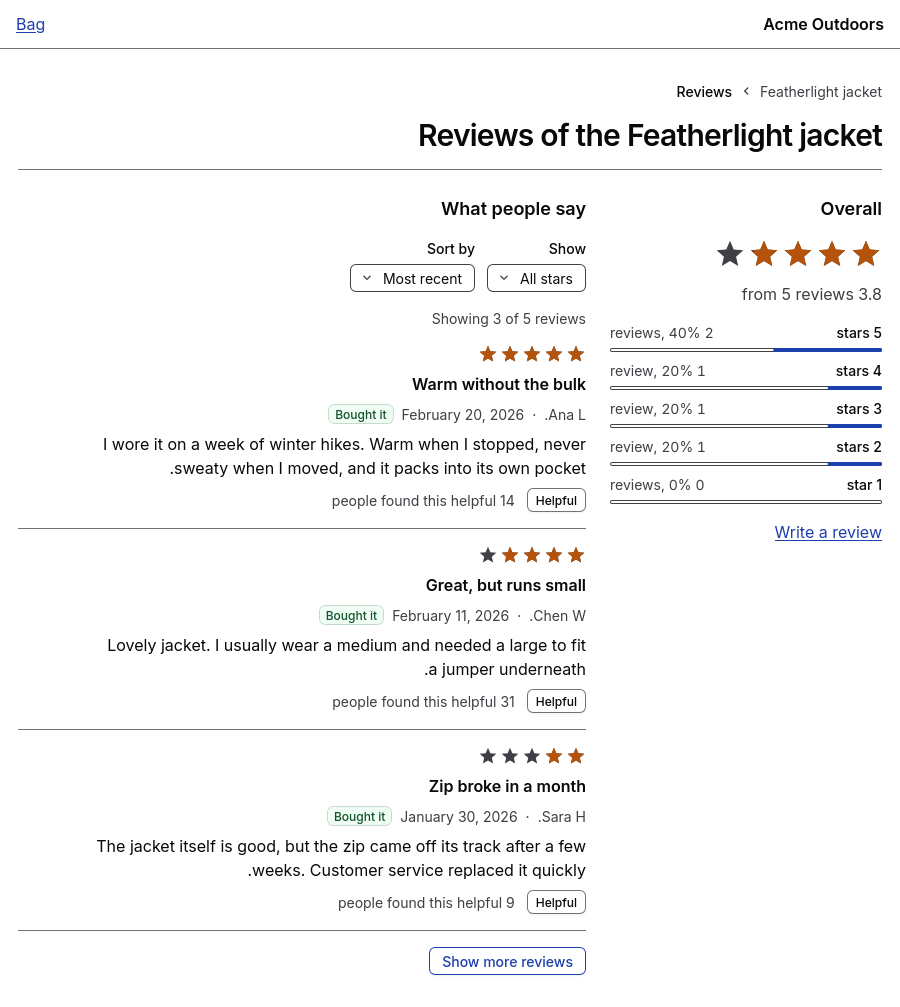 Acme Outdoors
Bag
Featherlight jacket
Reviews
Reviews of the Featherlight jacket
Overall
from 5 reviews 3.8
stars 5
reviews, 40% 2
stars 4
review, 20% 1
stars 3
review, 20% 1
stars 2
review, 20% 1
star 1
reviews, 0% 0
Write a review
What people say
Show
All stars
Sort by
Most recent
Showing 3 of 5 reviews
Warm without the bulk
.Ana L
·
February 20, 2026
Bought it
I wore it on a week of winter hikes. Warm when I stopped, never
.sweaty when I moved, and it packs into its own pocket
Helpful
people found this helpful 14
Great, but runs small
.Chen W
·
February 11, 2026
Bought it
Lovely jacket. I usually wear a medium and needed a large to fit
.a jumper underneath
Helpful
people found this helpful 31
Zip broke in a month
.Sara H
·
January 30, 2026
Bought it
The jacket itself is good, but the zip came off its track after a few
.weeks. Customer service replaced it quickly
Helpful
people found this helpful 9
Show more reviews